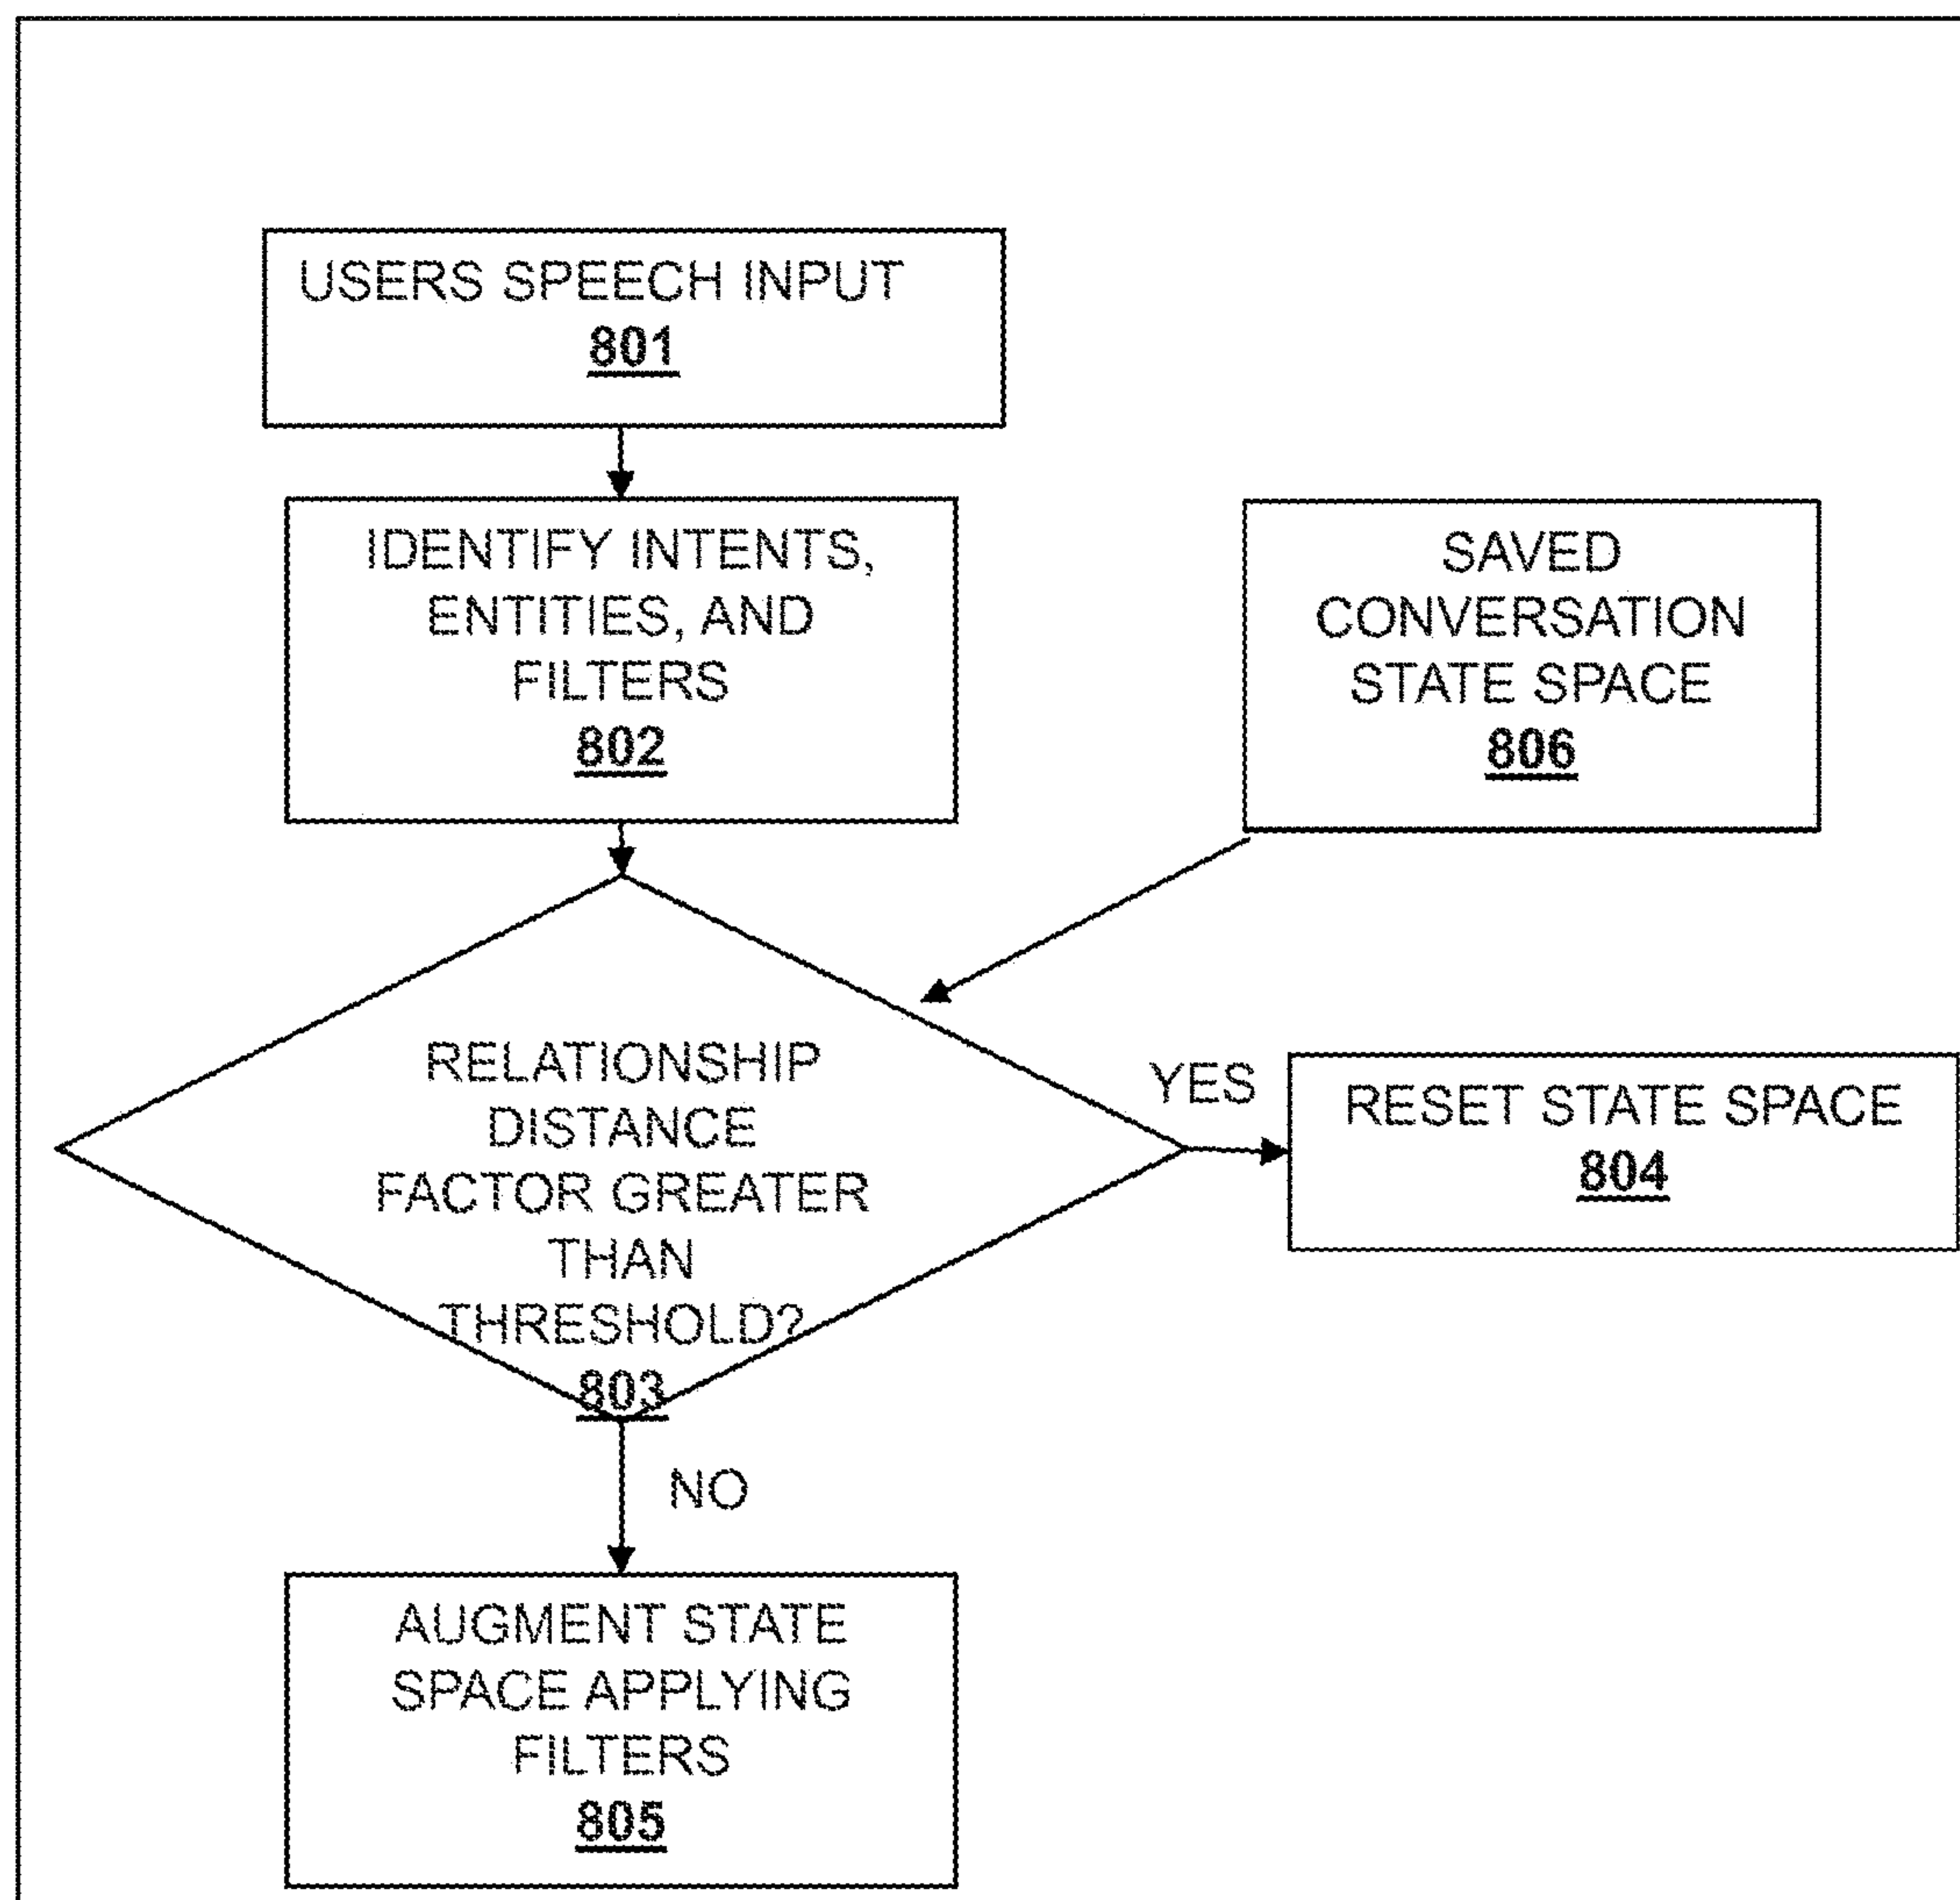 USERS SPEECH INPUT
801
IDENTIFY INTENTS,
ENTITIES, AND
FILTERS
802
SAVED
CONVERSATION
STATE SPACE
806
RELATIONSHIP
DISTANCE
FACTOR GREATER
THAN
THRESHOLD?
803
YES
RESET STATE SPACE
804
NO
AUGMENT STATE
SPACE APPLYING
FILTERS
805